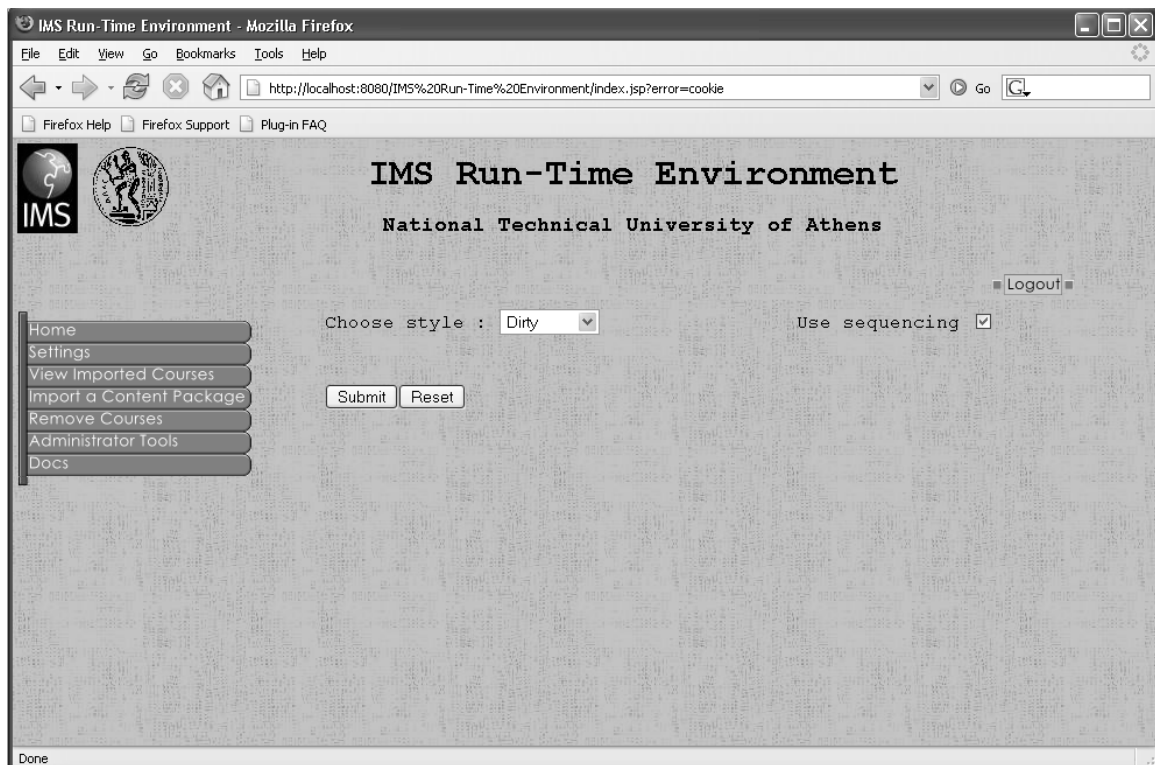 IMS Run-Time Environment - Mozilla Firefox
File Edit View Go Bookmarks Tools Help
http://localhost:8080/IMS%20Run-Time%20Environment/index.jsp?error=cookie Go G
Firefox Help Firefox Support Plug-in FAQ
IMS
IMS Run-Time Environment
National Technical University of Athens
Logout
Choose style : Dirty Use sequencing
Home
Settings
View Imported Courses
Import a Content Package
Submit Reset
Remove Courses
Administrator Tools
Docs
Done